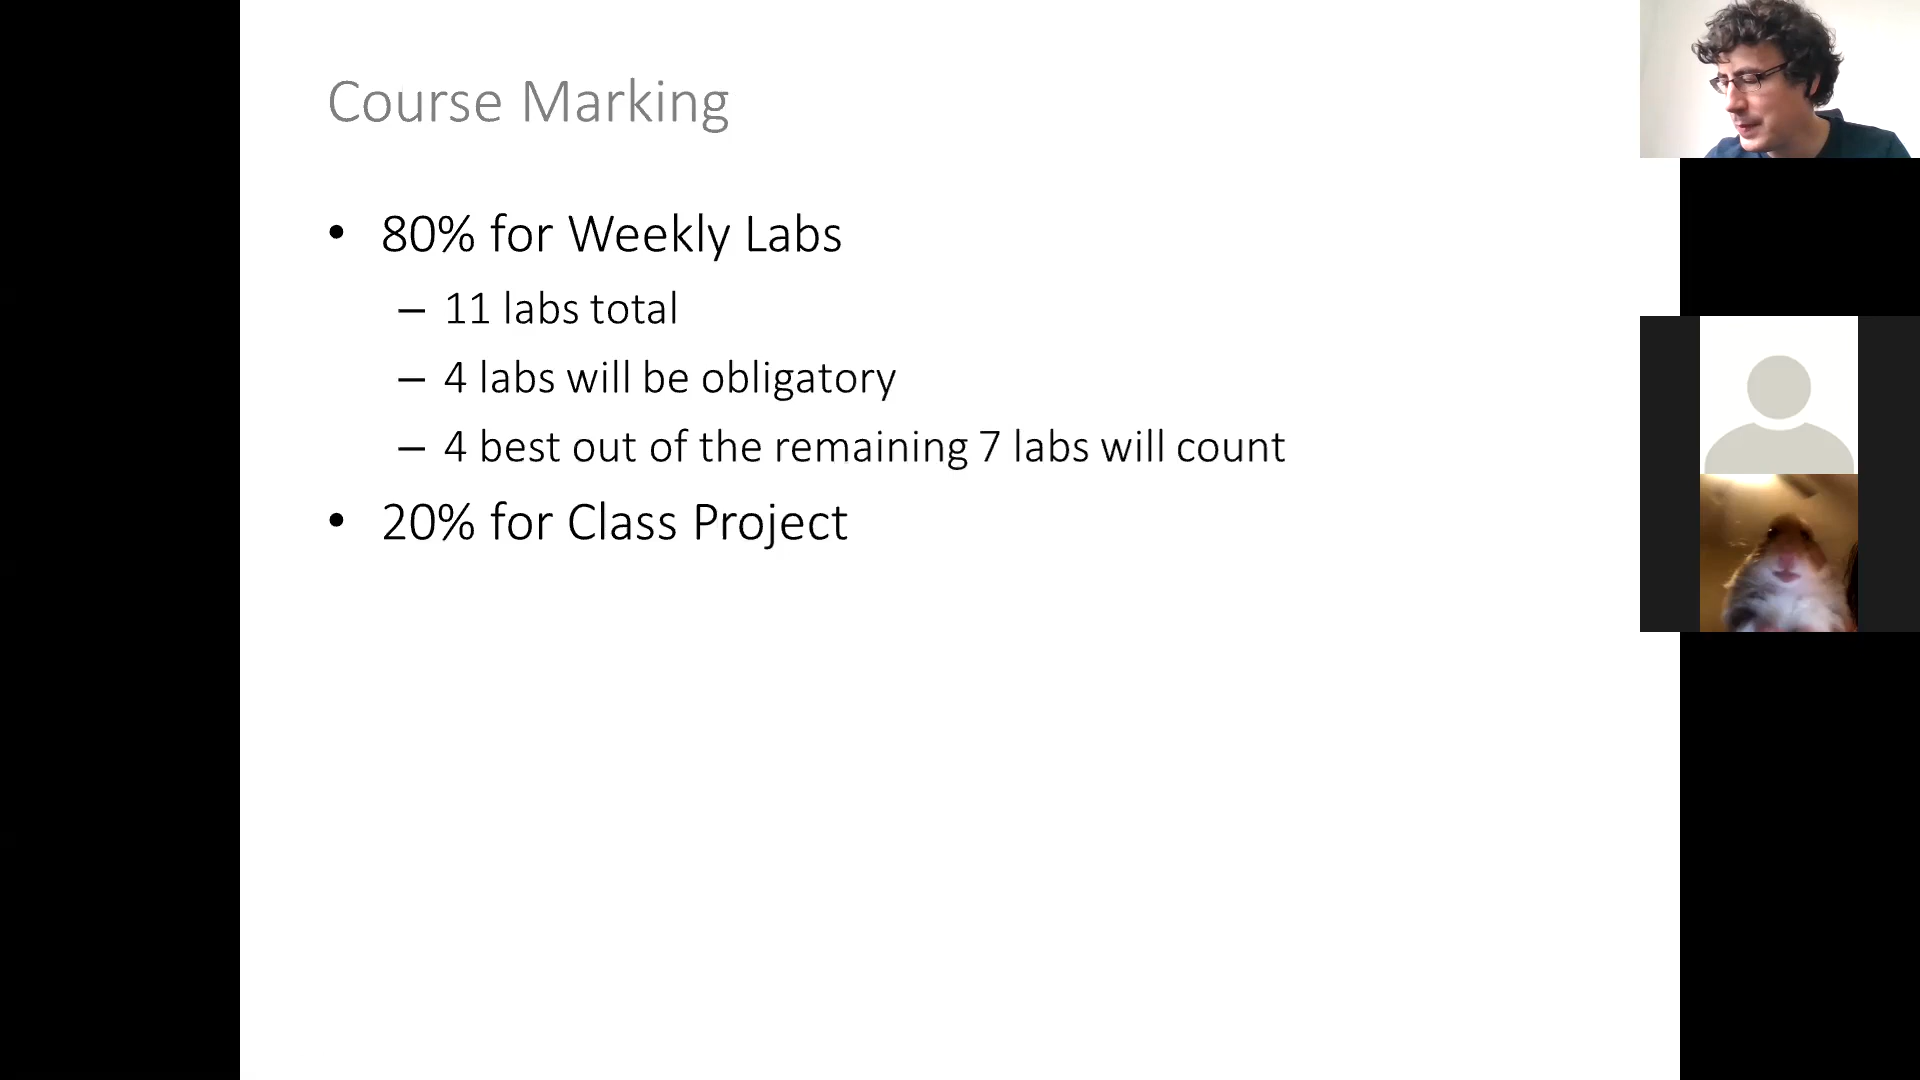 Course Marking
• 80% for Weekly Labs
– 11 labs total
– 4 labs will be obligatory
– 4 best out of the remaining 7 labs will count
• 20% for Class Project